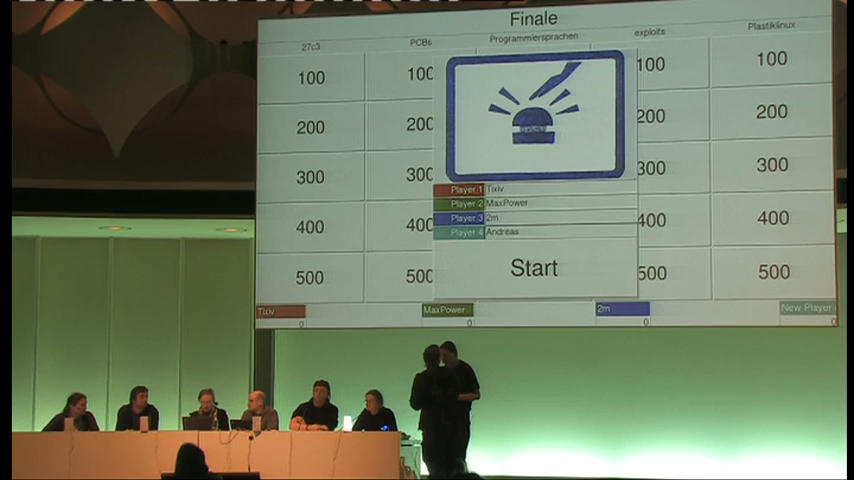 Finale
27c3 PCBs Programmiersprachen exploits Plastiklinux
100 100 100 100
200 200 200 200
300 300 300 300
400 400 400 400
500 500 500 500
Player 1 Tixiv
Player 2 MaxPower
Player 3 2m
Player 4 Andreas
Start
Tixiv MaxPower 2m New Player
0 0 0 0